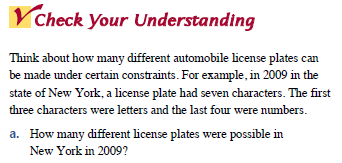 Check Your Understanding
Think about how many different automobile license plates can
be made under certain constraints. For example, in 2009 in the
state of New York, a license plate had seven characters. The first
three characters were letters and the last four were numbers.
a. How many different license plates were possible in
New York in 2009?